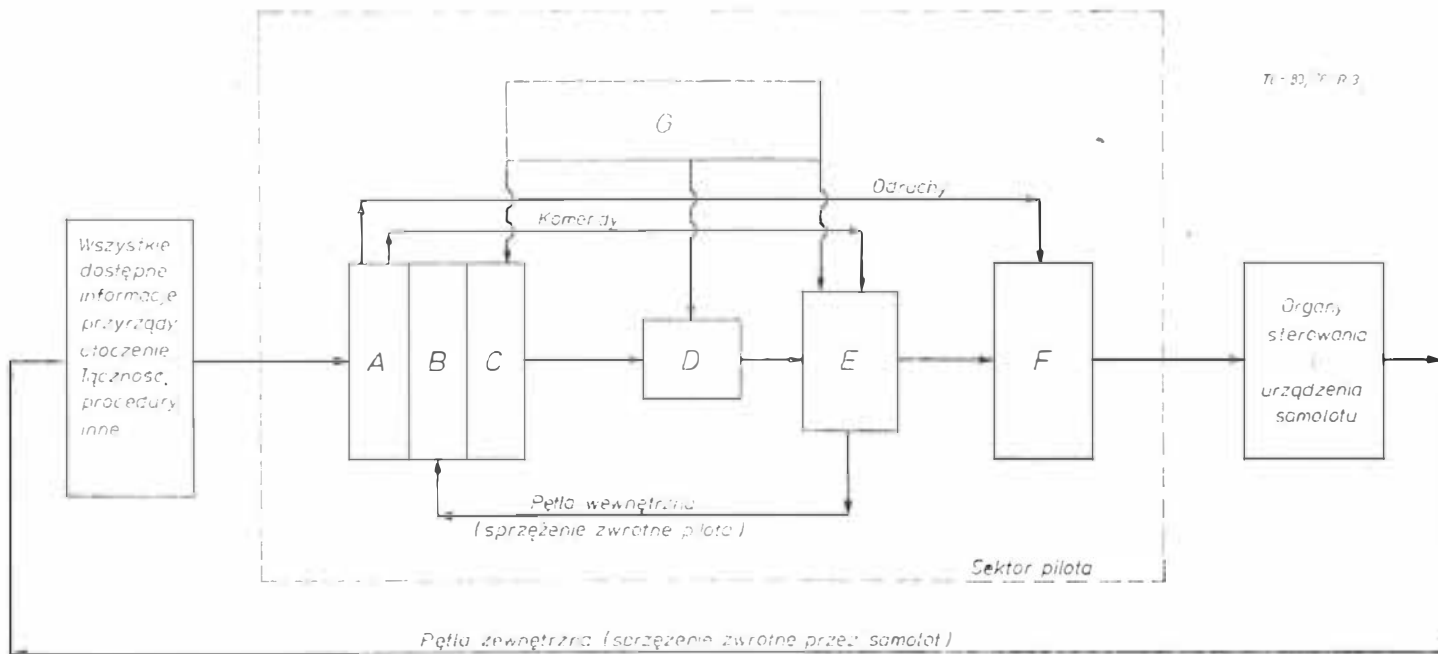 G
Odruchy
Komendy
Wszystkie
dostępne
informacje
przyrządy
otoczenie
łączność,
procedury
inne
A
B
C
D
E
F
Organy
sterowania
i
urządzenia
samolotu
Pętla wewnętrzna
(sprzężenie zwrotne pilota)
Sektor pilota
Pętla zewnętrzna (sprzężenie zwrotne przez samolot)